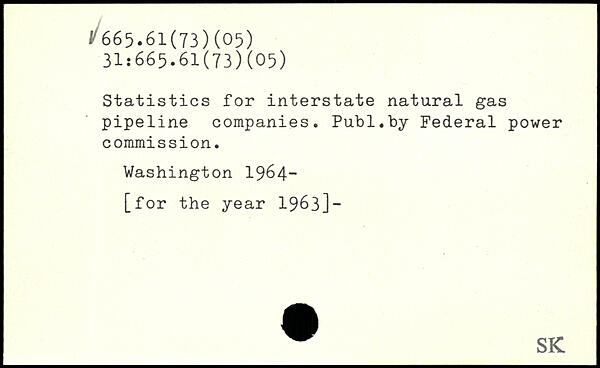 665.61(73)(05)
31:665.61(73)(05)
Statistics for interstate natural gas
pipeline companies. Publ.by Federal power
commission.
Washington 1964-
[for the year 1963]-
SK